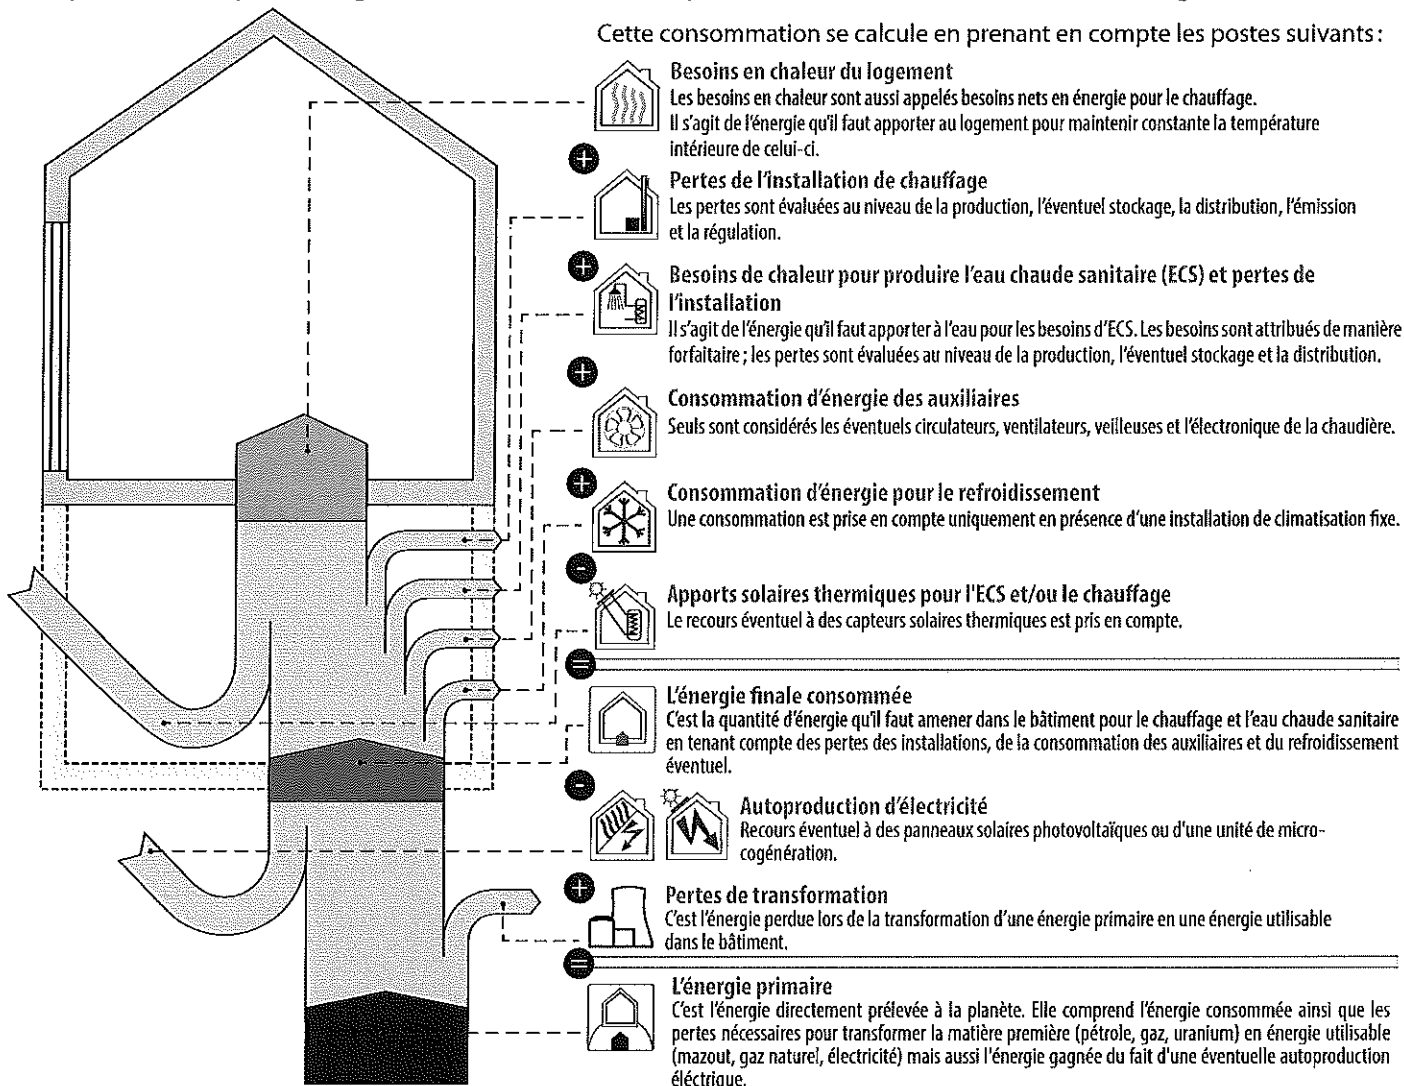 Cette consommation se calcule en prenant en compte les postes suivants :
Besoins en chaleur du logement
Les besoins en chaleur sont aussi appelés besoins nets en énergie pour le chauffage.
Il s'agit de l'énergie qu'il faut apporter au logement pour maintenir constante la température
intérieure de celui-ci.
+
Pertes de l'installation de chauffage
Les pertes sont évaluées au niveau de la production, l'éventuel stockage, la distribution, l'émission
et la régulation.
+
Besoins de chaleur pour produire l'eau chaude sanitaire (ECS) et pertes de
l'installation
Il s'agit de l'énergie qu'il faut apporter à l'eau pour les besoins d'ECS. Les besoins sont attribués de manière
forfaitaire ; les pertes sont évaluées au niveau de la production, l'éventuel stockage et la distribution.
+
Consommation d'énergie des auxiliaires
Seuls sont considérés les éventuels circulateurs, ventilateurs, veilleuses et l'électronique de la chaudière.
+
Consommation d'énergie pour le refroidissement
Une consommation est prise en compte uniquement en présence d'une installation de climatisation fixe.
-
Apports solaires thermiques pour l'ECS et/ou le chauffage
Le recours éventuel à des capteurs solaires thermiques est pris en compte.
=
L'énergie finale consommée
C'est la quantité d'énergie qu'il faut amener dans le bâtiment pour le chauffage et l'eau chaude sanitaire
en tenant compte des pertes des installations, de la consommation des auxiliaires et du refroidissement
éventuel.
-
Autoproduction d'électricité
Recours éventuel à des panneaux solaires photovoltaïques ou d'une unité de micro-
cogénération.
+
Pertes de transformation
C'est l'énergie perdue lors de la transformation d'une énergie primaire en une énergie utilisable
dans le bâtiment.
=
L'énergie primaire
C'est l'énergie directement prélevée à la planète. Elle comprend l'énergie consommée ainsi que les
pertes nécessaires pour transformer la matière première (pétrole, gaz, uranium) en énergie utilisable
(mazout, gaz naturel, électricité) mais aussi l'énergie gagnée du fait d'une éventuelle autoproduction
éléctrique.